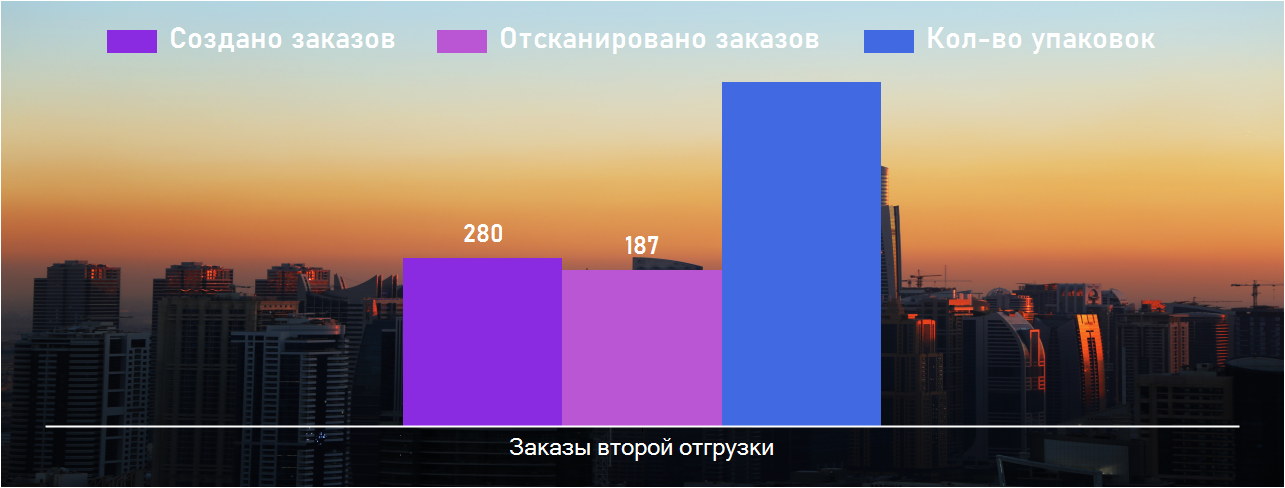 Создано заказов Отсканировано заказов Кол-во упаковок
280
187
Заказы второй отгрузки